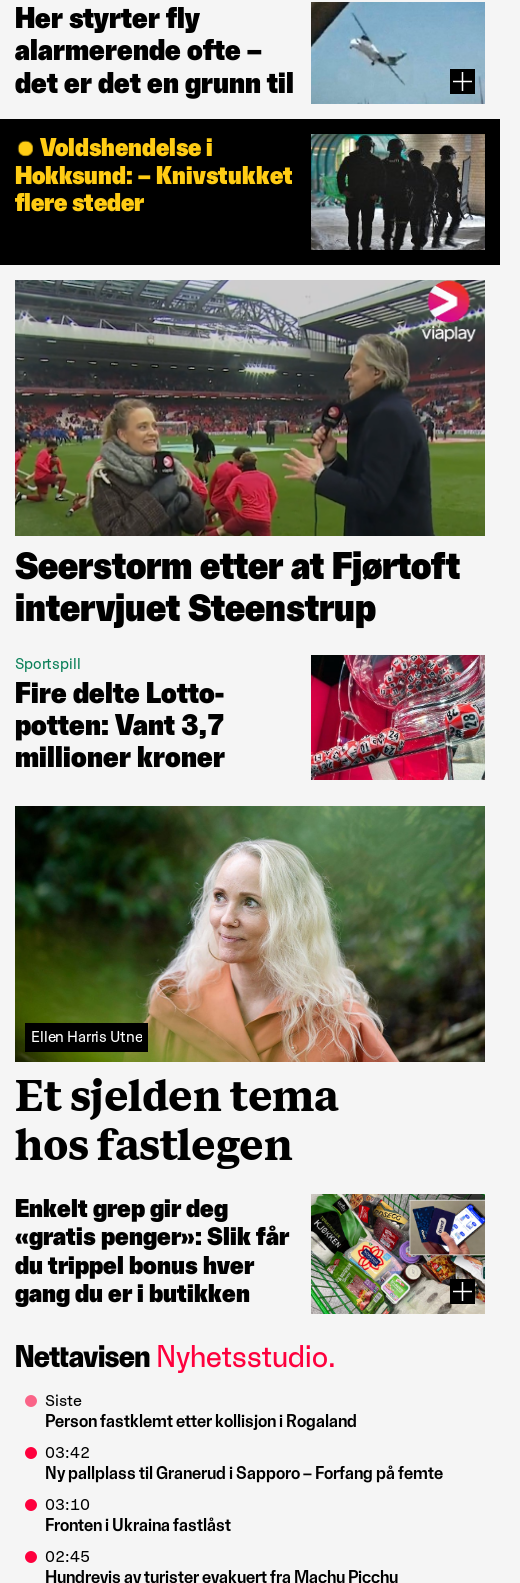 Her styrter fly
alarmerende ofte –
det er det en grunn til
Voldshendelse i
Hokksund: – Knivstukket
flere steder
viaplay
Seerstorm etter at Fjørtoft
intervjuet Steenstrup
Sportspill
Fire delte Lotto-
potten: Vant 3,7
millioner kroner
28
Ellen Harris Utne
Et sjelden tema
hos fastlegen
Enkelt grep gir deg
«gratis penger»: Slik får
du trippel bonus hver
gang du er i butikken
KJØKKEN
Nettavisen Nyhetsstudio.
Siste
Person fastklemt etter kollisjon i Rogaland
03:42
Ny pallplass til Granerud i Sapporo – Forfang på femte
03:10
Fronten i Ukraina fastlåst
02:45
Hundrevis av turister evakuert fra Machu Picchu